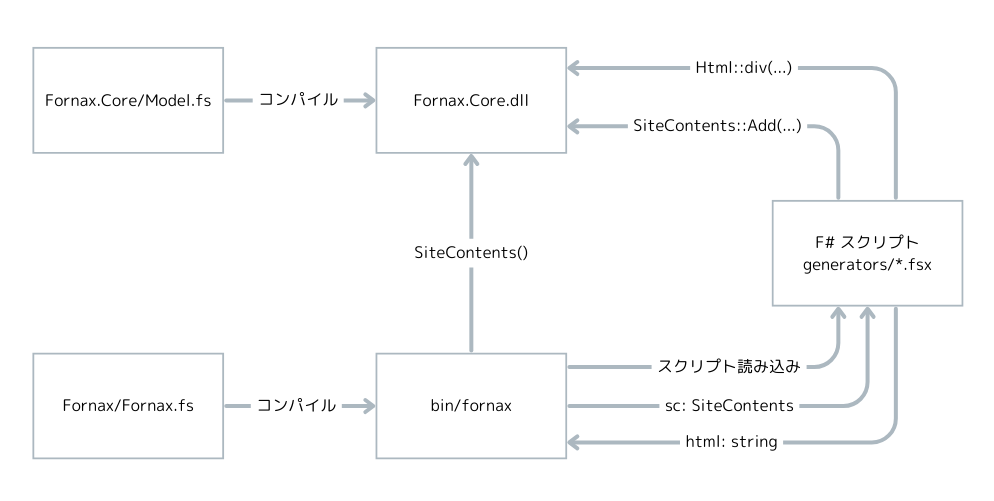 Html::div(...)
Fornax.Core/Model.fs
コンパイル
Fornax.Core.dll
SiteContents::Add(...)
SiteContents()
F# スクリプト
generators/*.fsx
スクリプト読み込み
Fornax/Fornax.fs
コンパイル
bin/fornax
sc: SiteContents
html: string